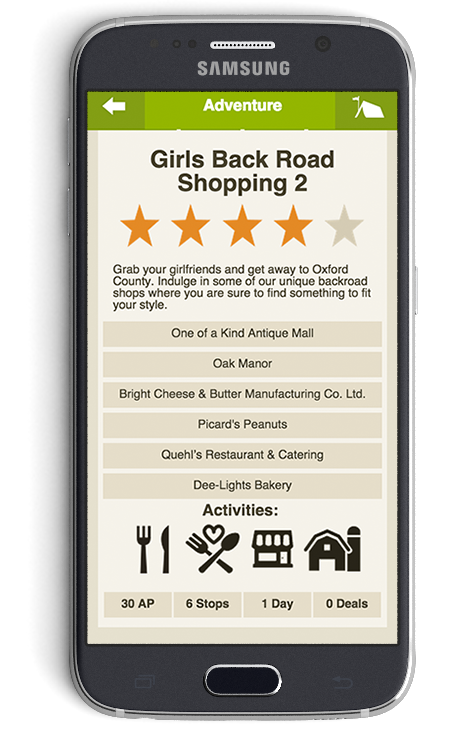 SAMSUNG
Adventure
Girls Back Road
Shopping 2
Grab your girlfriends and get away to Oxford
County. Indulge in some of our unique backroad
shops where you are sure to find something to fit
your style.
One of a Kind Antique Mall
Oak Manor
Bright Cheese & Butter Manufacturing Co. Ltd.
Picard's Peanuts
Quehl's Restaurant & Catering
Dee-Lights Bakery
Activities:
30 AP 6 Stops 1 Day 0 Deals